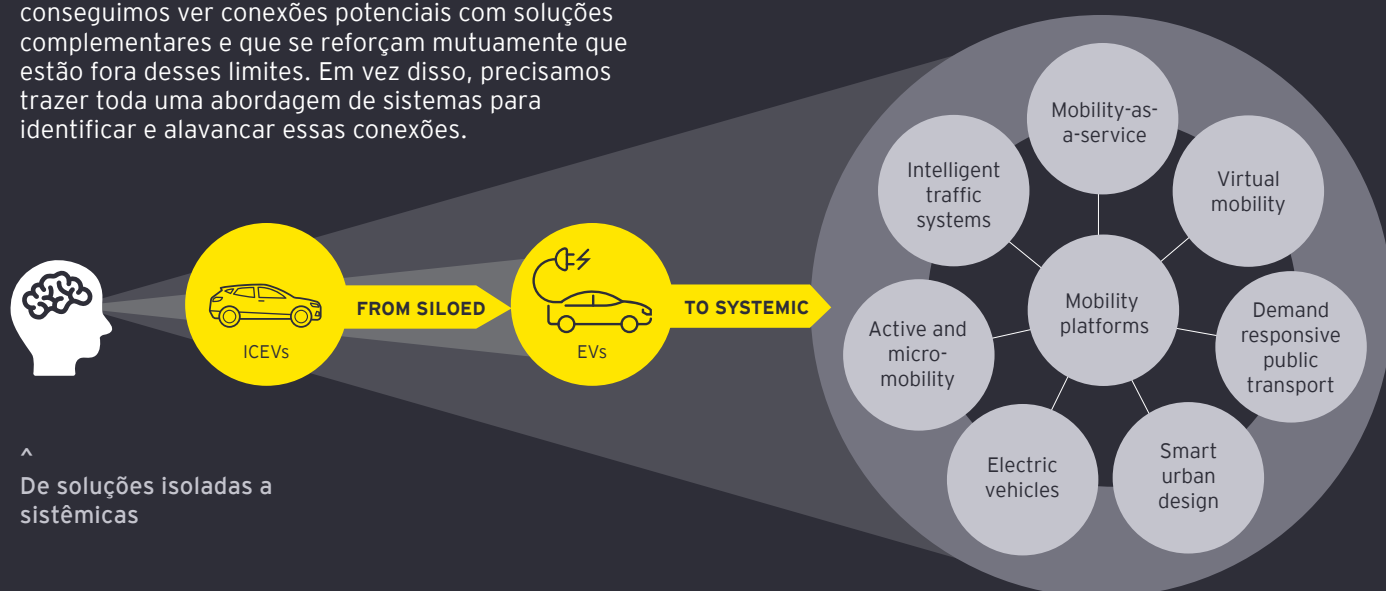 conseguimos ver conexões potenciais com soluções
complementares e que se reforçam mutuamente que
estão fora desses limites. Em vez disso, precisamos
trazer toda uma abordagem de sistemas para
identificar e alavancar essas conexões.
ICEVs
FROM SILOED
EVs
TO SYSTEMIC
Mobility-as-
a-service
Intelligent
traffic
systems
Virtual
mobility
Mobility
platforms
Active and
micro-
mobility
Demand
responsive
public
transport
Electric
vehicles
Smart
urban
design
^
De soluções isoladas a
sistêmicas